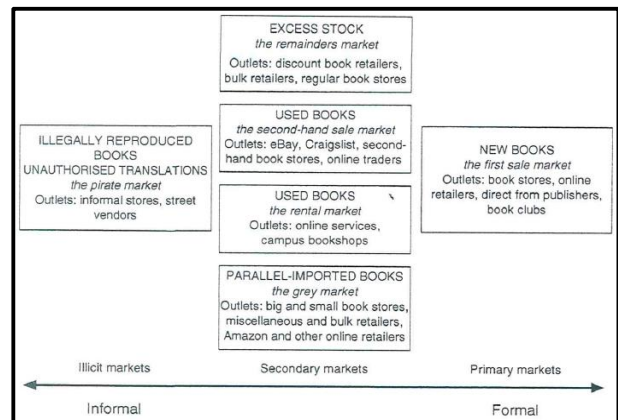 EXCESS STOCK
the remainders market
Outlets: discount book retailers,
bulk retailers, regular book stores
ILLEGALLY REPRODUCED
BOOKS
UNAUTHORISED TRANSLATIONS
the pirate market
Outlets: informal stores, street
vendors
USED BOOKS
the second-hand sale market
Outlets: eBay, Craigslist, second-
hand book stores, online traders
USED BOOKS
the rental market
Outlets: online services,
campus bookshops
PARALLEL-IMPORTED BOOKS
the grey market
Outlets: big and small book stores,
miscellaneous and bulk retailers,
Amazon and other online retailers
NEW BOOKS
the first sale market
Outlets: book stores, online
retailers, direct from publishers,
book clubs
Illicit markets
Secondary markets
Primary markets
Informal
Formal